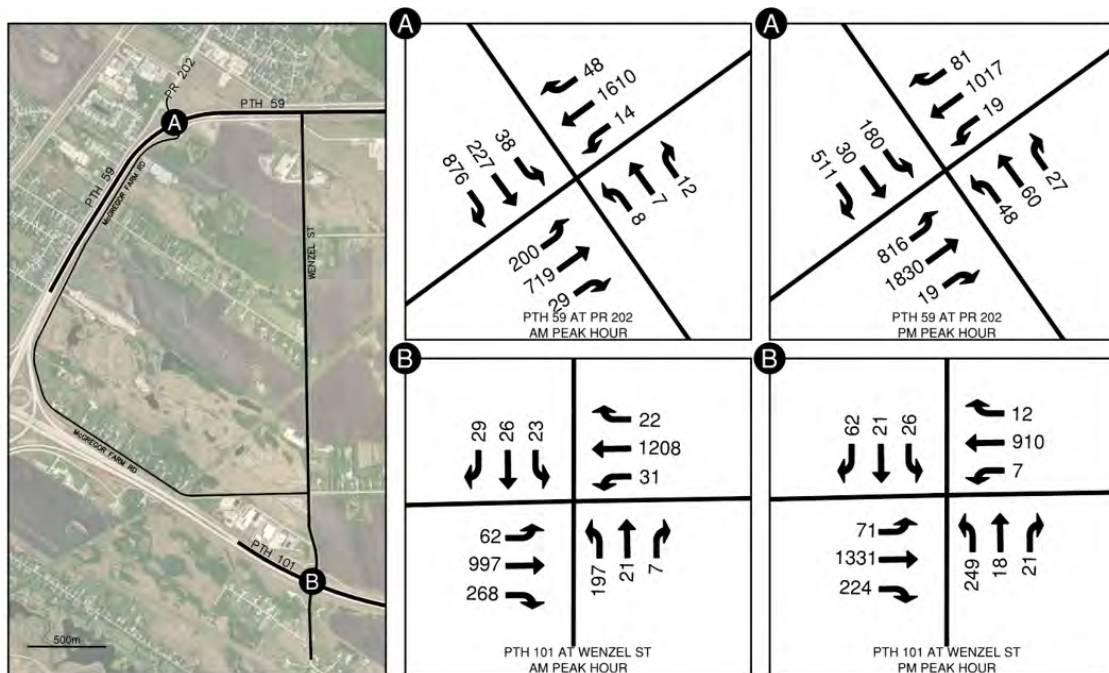 PR 202
A
PTH 59
PTH 59
McGREGOR FARM RD
WENZEL ST
McGREGOR FARM RD
PTH 101
B
500m
A
48
1610
14
38
227
876
12
7
8
200
719
29
PTH 59 AT PR 202
AM PEAK HOUR
A
81
1017
19
180
30
511
27
60
48
816
1830
19
PTH 59 AT PR 202
PM PEAK HOUR
B
29 26 23
22
1208
31
62
997
268
197 21 7
PTH 101 AT WENZEL ST
AM PEAK HOUR
B
62 21 26
12
910
7
71
1331
224
249 18 21
PTH 101 AT WENZEL ST
PM PEAK HOUR